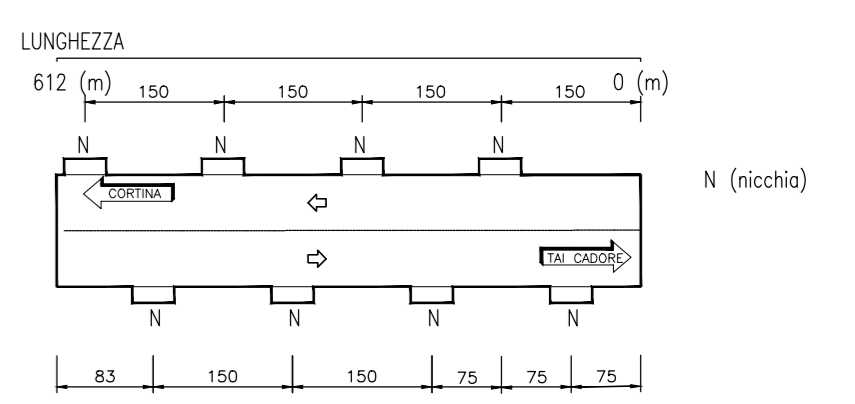 LUNGHEZZA
612 (m) 0 (m)
150 150 150 150
N N N N
N (nicchia)
CORTINA
TAI CADORE
N N N N
83 150 150 75 75 75